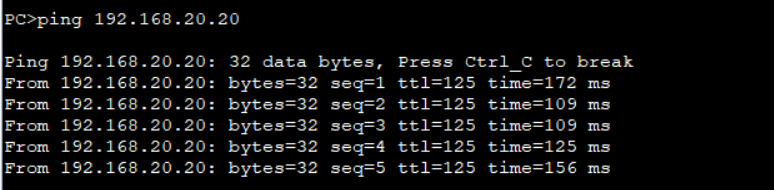 PC>ping 192.168.20.20
Ping 192.168.20.20: 32 data bytes, Press Ctrl_C to break
From 192.168.20.20: bytes=32 seq=1 ttl=125 time=172 ms
From 192.168.20.20: bytes=32 seq=2 ttl=125 time=109 ms
From 192.168.20.20: bytes=32 seq=3 ttl=125 time=109 ms
From 192.168.20.20: bytes=32 seq=4 ttl=125 time=125 ms
From 192.168.20.20: bytes=32 seq=5 ttl=125 time=156 ms